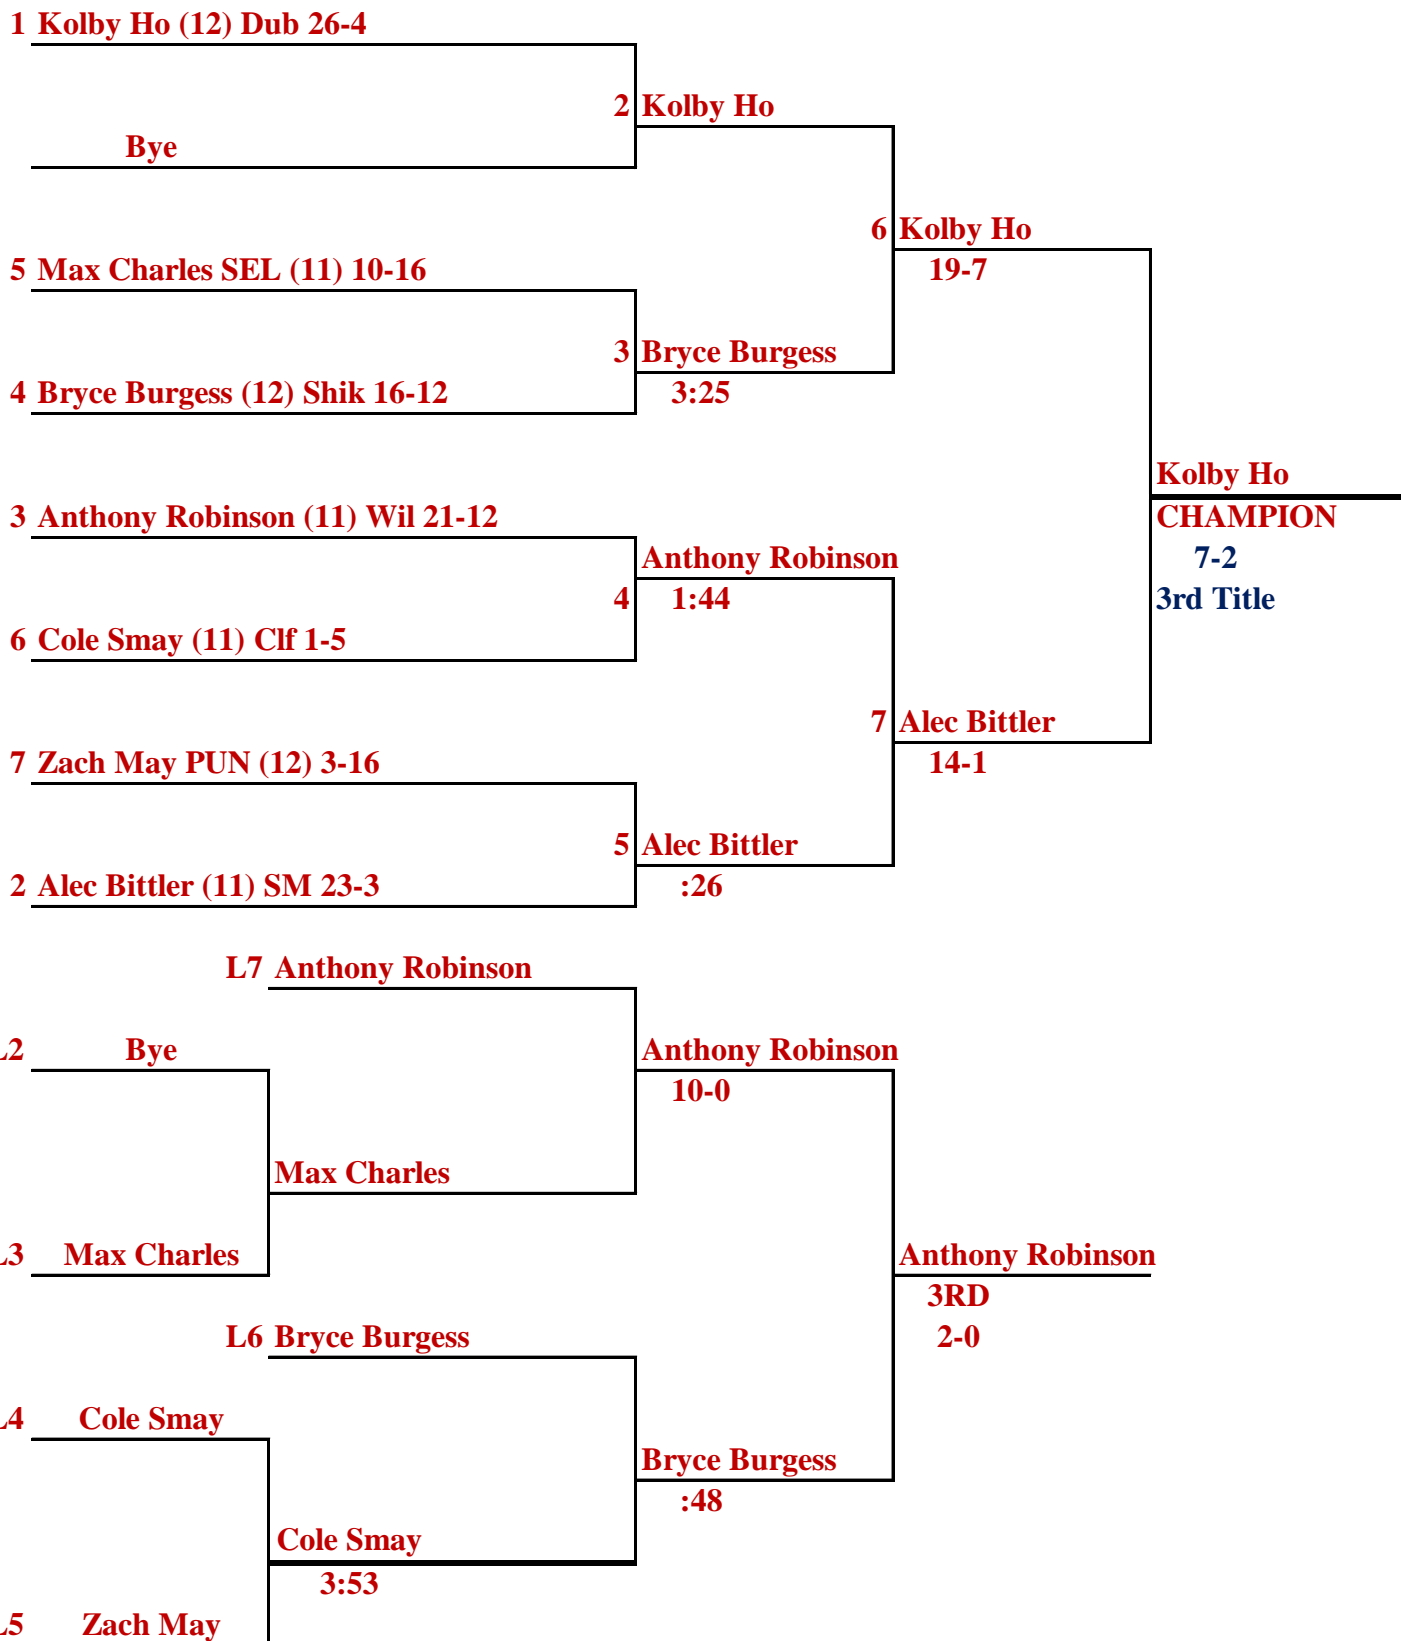 1 Kolby Ho (12) Dub 26-4
2 Kolby Ho
Bye
6 Kolby Ho
5 Max Charles SEL (11) 10-16
19-7
3 Bryce Burgess
4 Bryce Burgess (12) Shik 16-12
3:25
Kolby Ho
3 Anthony Robinson (11) Wil 21-12
CHAMPION
Anthony Robinson
7-2
4 1:44
3rd Title
6 Cole Smay (11) Clf 1-5
7 Alec Bittler
7 Zach May PUN (12) 3-16
14-1
5 Alec Bittler
2 Alec Bittler (11) SM 23-3
:26
L7 Anthony Robinson
L2 Bye
Anthony Robinson
10-0
Max Charles
L3 Max Charles
Anthony Robinson
3RD
L6 Bryce Burgess
2-0
L4 Cole Smay
Bryce Burgess
:48
Cole Smay
3:53
L5 Zach May